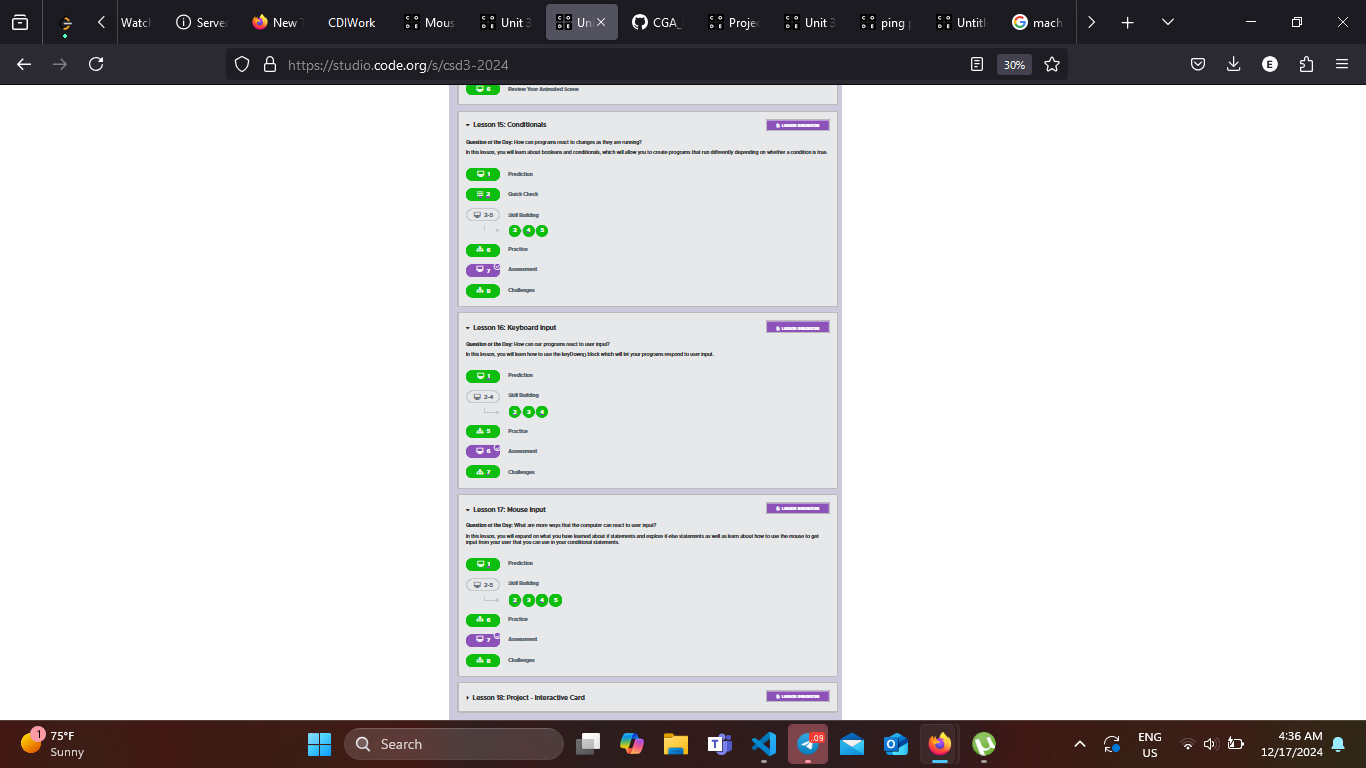 Watch
Server
New T
CDIWork
Mous
Unit 3
Uni
CGA_
Projec
Unit 3
ping p
Untitl
mach
https://studio.code.org/s/csd3-2024
30%
E
6 Review Your Animated Scene
Lesson 15: Conditionals
Question of the Day: How can programs react to changes as they are running?
In this lesson, you will learn about booleans and conditionals, which will allow you to create programs that run differently depending on whether a condition is true.
1 Prediction
2 Quick Check
3-5 Skill Building
3 4 5
6 Practice
7 Assessment
8 Challenges
Lesson 16: Keyboard Input
Question of the Day: How can our programs react to user input?
In this lesson, you will learn how to use the keyDown() block which will let your programs respond to user input.
1 Prediction
2-4 Skill Building
2 3 4
5 Practice
6 Assessment
7 Challenges
Lesson 17: Mouse Input
Question of the Day: What are more ways that the computer can react to user input?
In this lesson, you will expand on what you have learned about if statements and explore if-else statements as well as learn about how to use the mouse to get
input from your user that you can use in your conditional statements.
1 Prediction
2-5 Skill Building
2 3 4 5
6 Practice
7 Assessment
8 Challenges
Lesson 18: Project - Interactive Card
1
75°F
Sunny
Search
.09
ENG
US
4:36 AM
12/17/2024